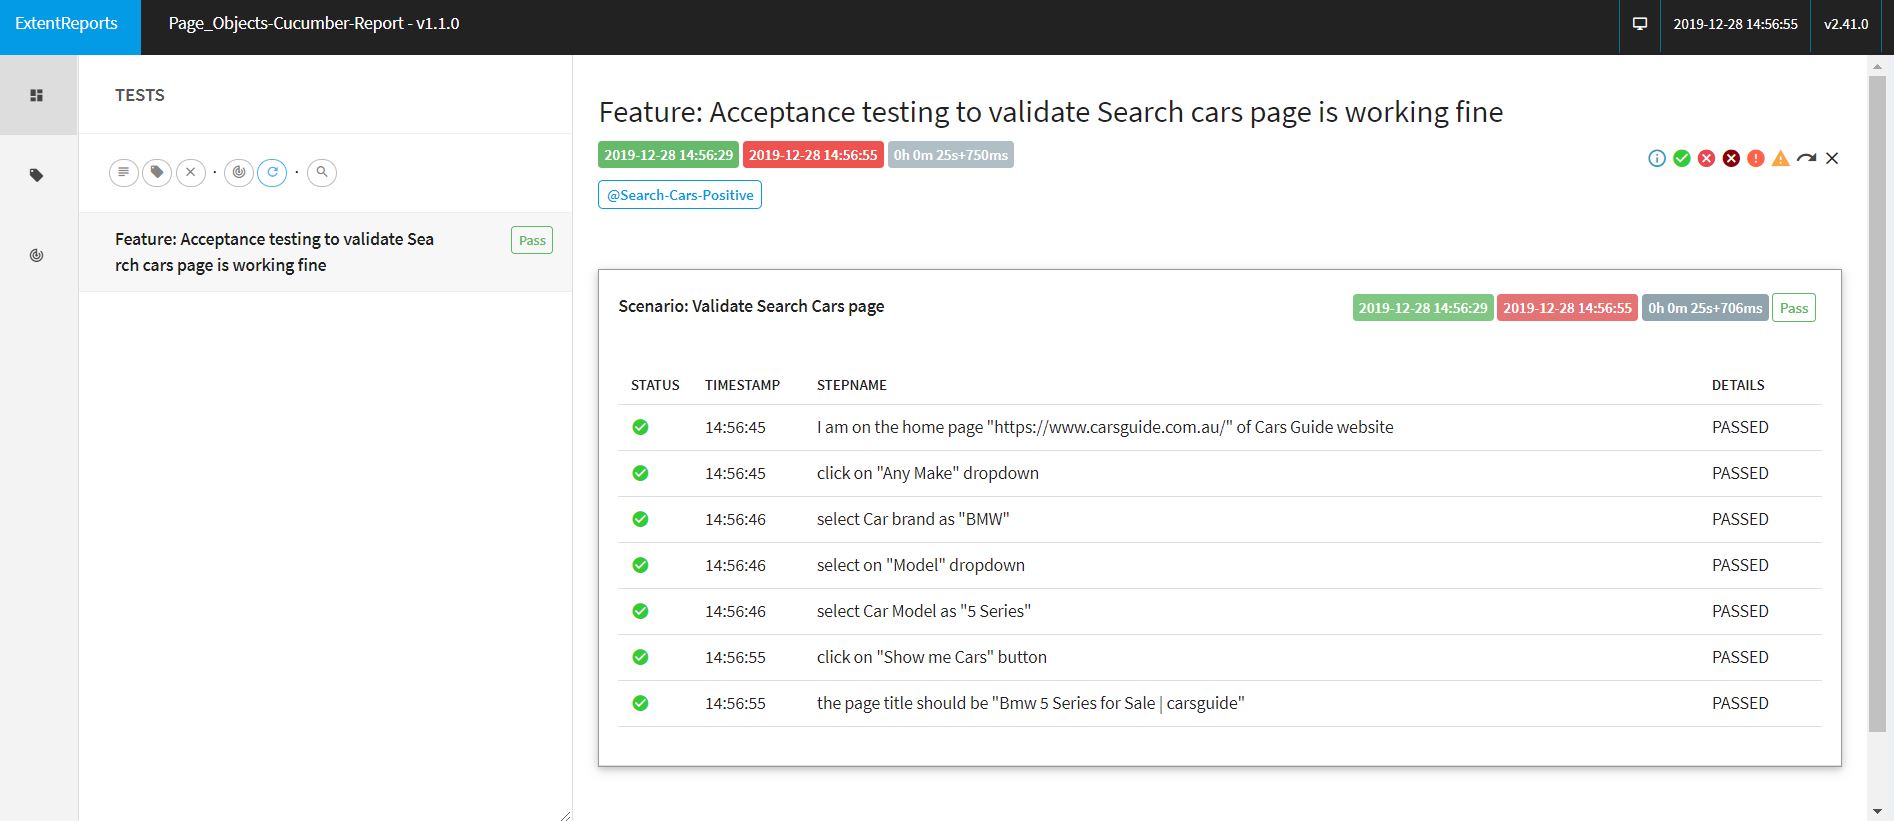 ExtentReports
Page_Objects-Cucumber-Report - v1.1.0
2019-12-28 14:56:55
v2.41.0
TESTS
Feature: Acceptance testing to validate Sea
rch cars page is working fine
Pass
Feature: Acceptance testing to validate Search cars page is working fine
2019-12-28 14:56:29 2019-12-28 14:56:55 0h 0m 25s+750ms
@Search-Cars-Positive
Scenario: Validate Search Cars page
2019-12-28 14:56:29 2019-12-28 14:56:55 0h 0m 25s+706ms Pass
STATUS TIMESTAMP STEPNAME DETAILS
14:56:45 I am on the home page "https://www.carsguide.com.au/" of Cars Guide website PASSED
14:56:45 click on "Any Make" dropdown PASSED
14:56:46 select Car brand as "BMW" PASSED
14:56:46 select on "Model" dropdown PASSED
14:56:46 select Car Model as "5 Series" PASSED
14:56:55 click on "Show me Cars" button PASSED
14:56:55 the page title should be "Bmw 5 Series for Sale | carsguide" PASSED